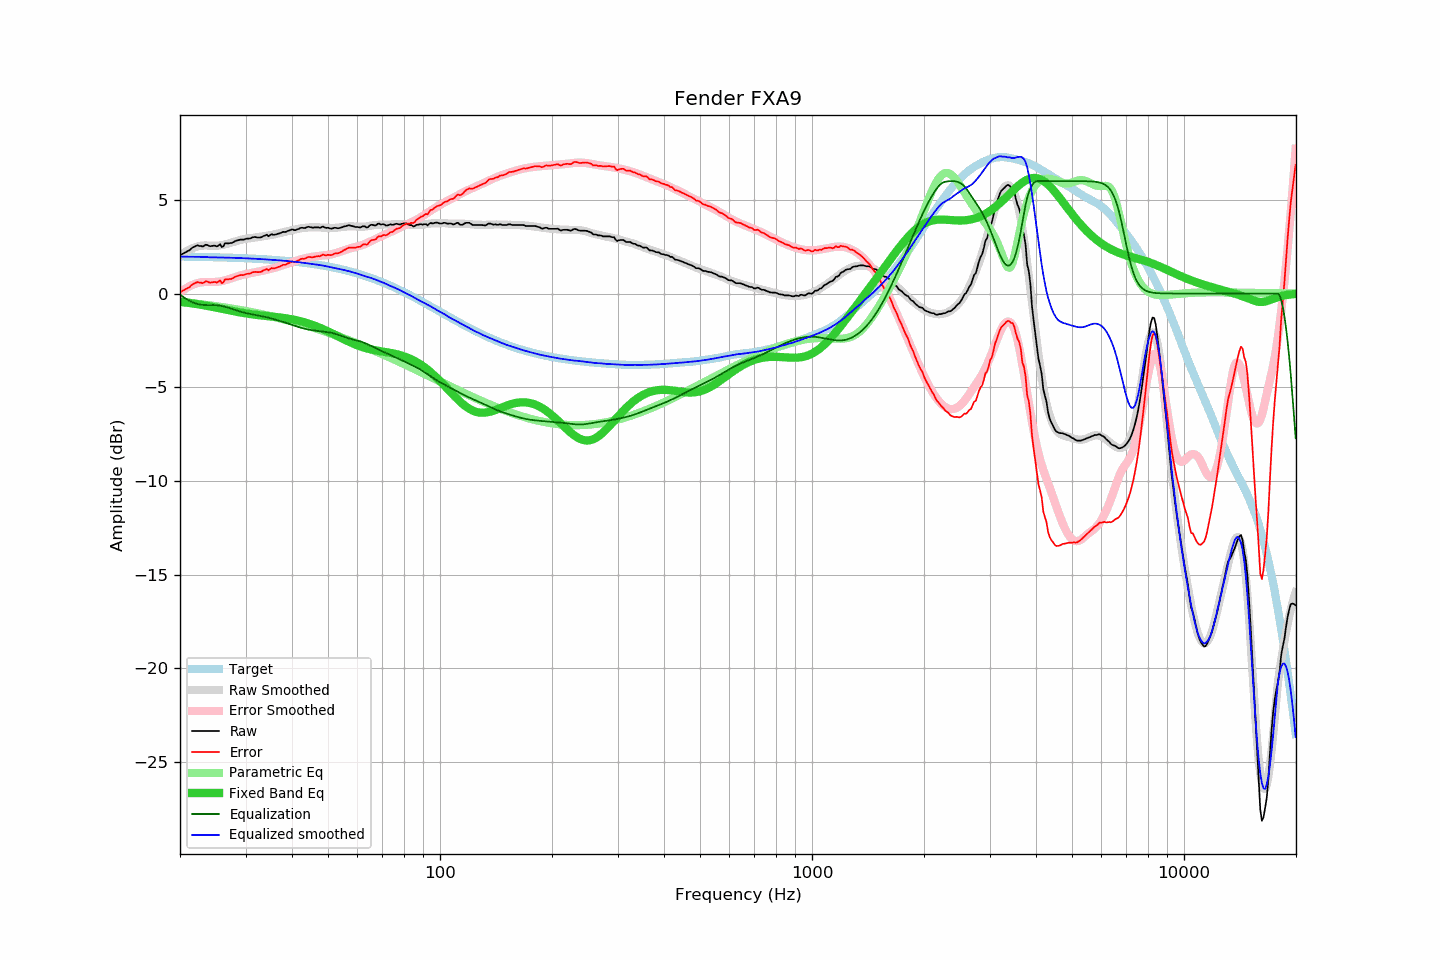 Fender FXA9
Amplitude (dBr)
5
0
−5
−10
−15
−20
−25
Target
Raw Smoothed
Error Smoothed
Raw
Error
Parametric Eq
Fixed Band Eq
Equalization
Equalized smoothed
100
1000
10000
Frequency (Hz)